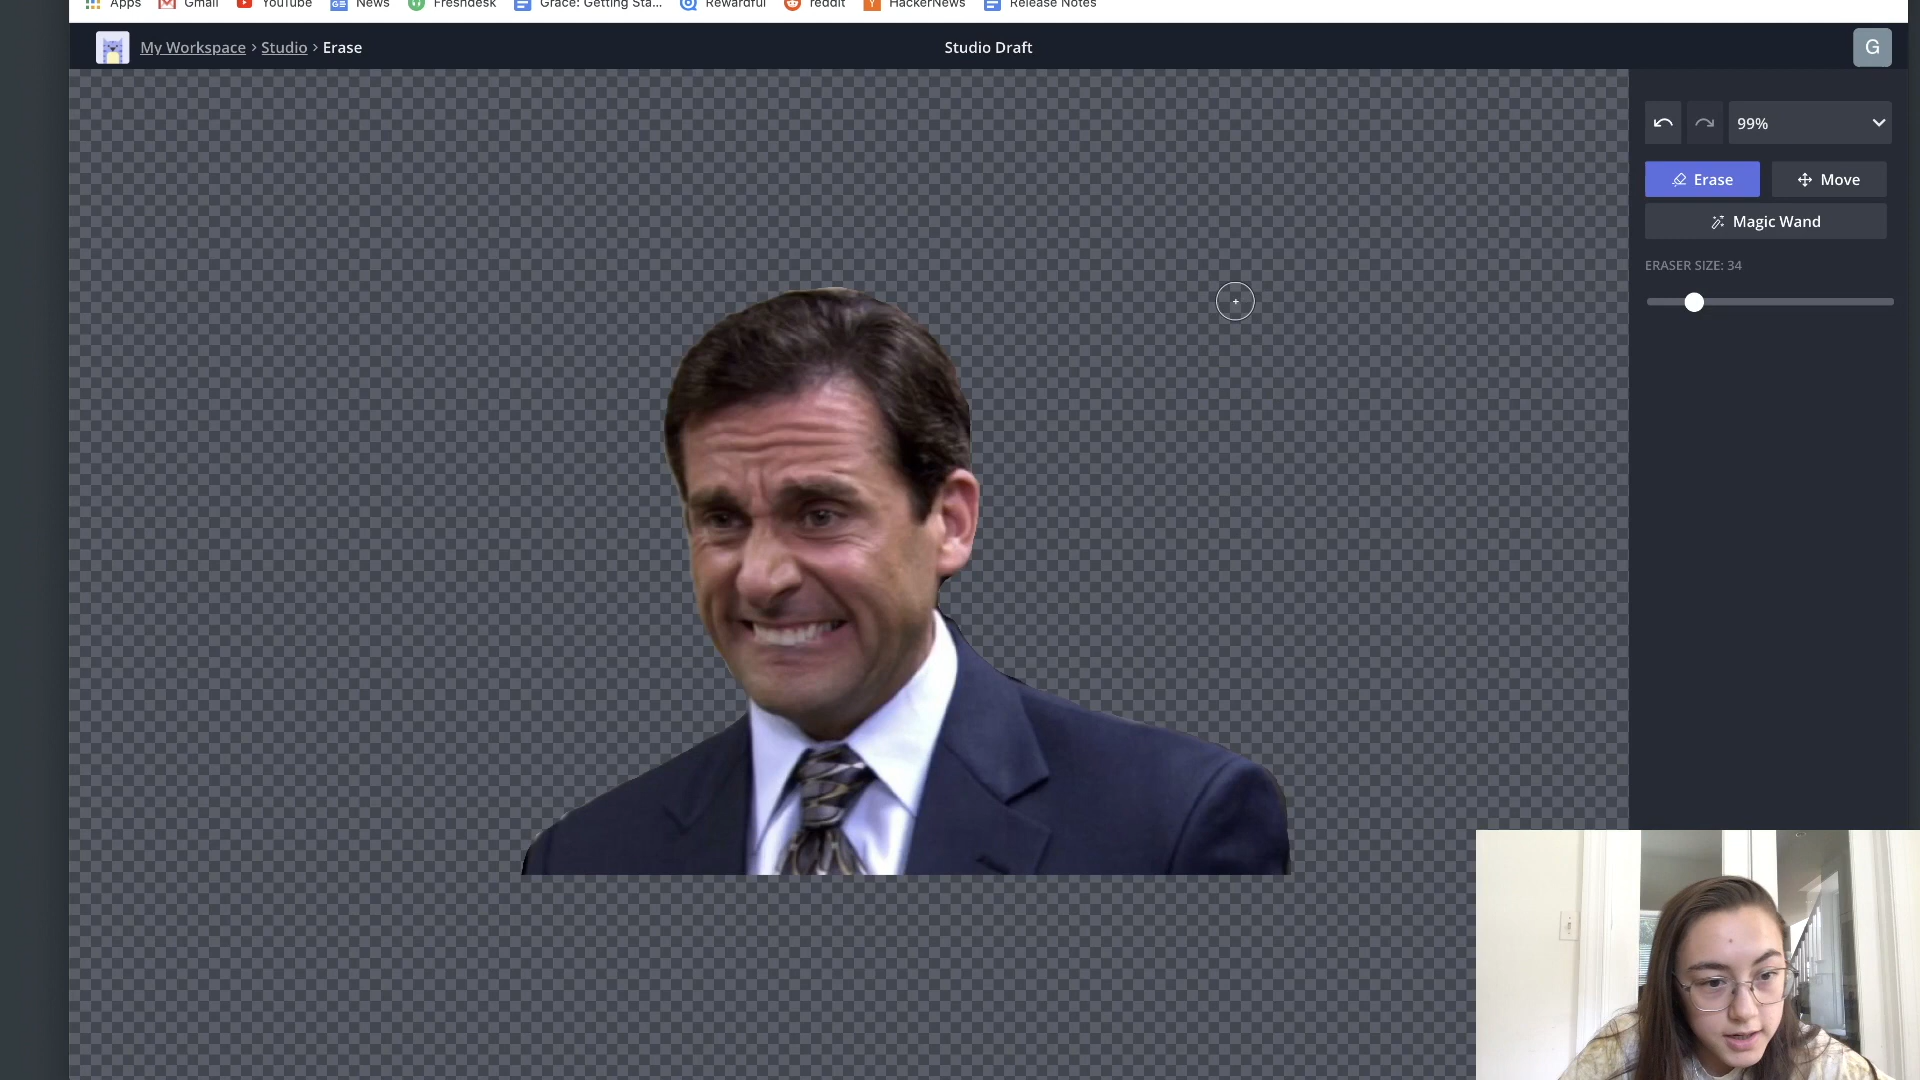 Apps Gmail YouTube News Freshdesk Grace: Getting Sta... Rewardful reddit HackerNews Release Notes
My Workspace › Studio › Erase
Studio Draft
G
99%
Erase
Move
Magic Wand
ERASER SIZE: 34